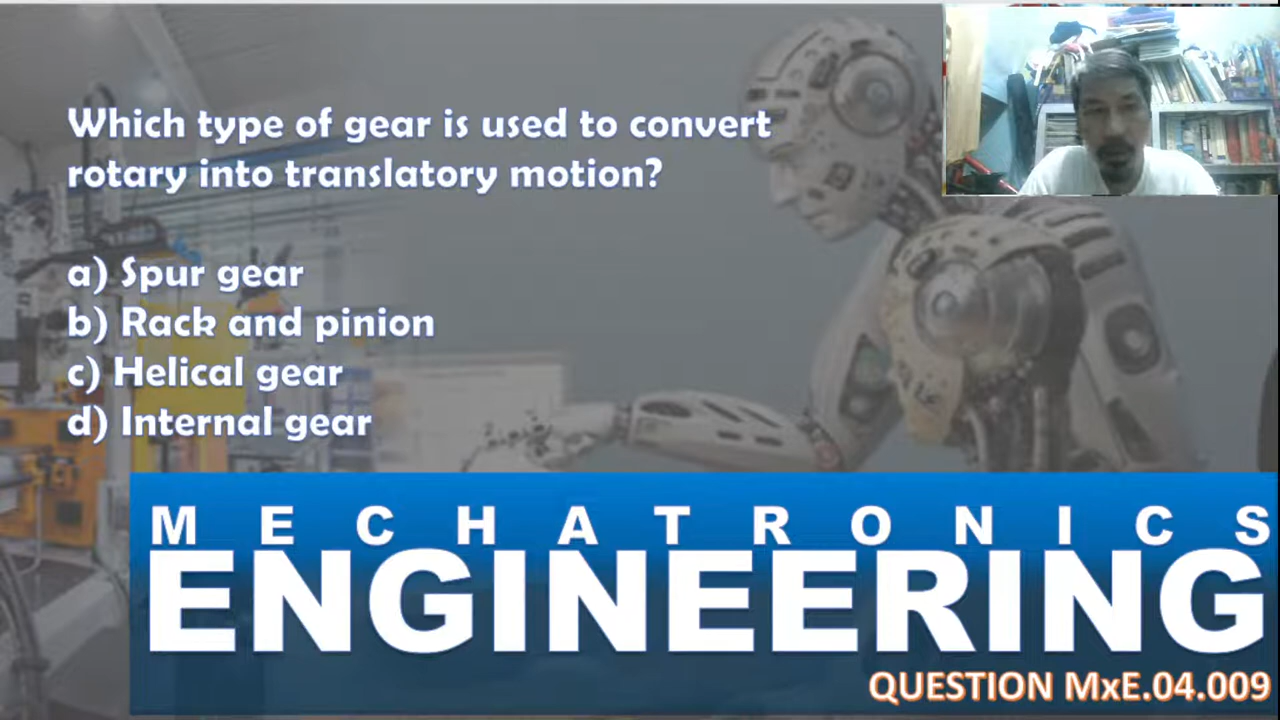 Which type of gear is used to convert
rotary into translatory motion?
a) Spur gear
b) Rack and pinion
c) Helical gear
d) Internal gear
MECHATRONICS
ENGINEERING
QUESTION MxE.04.009